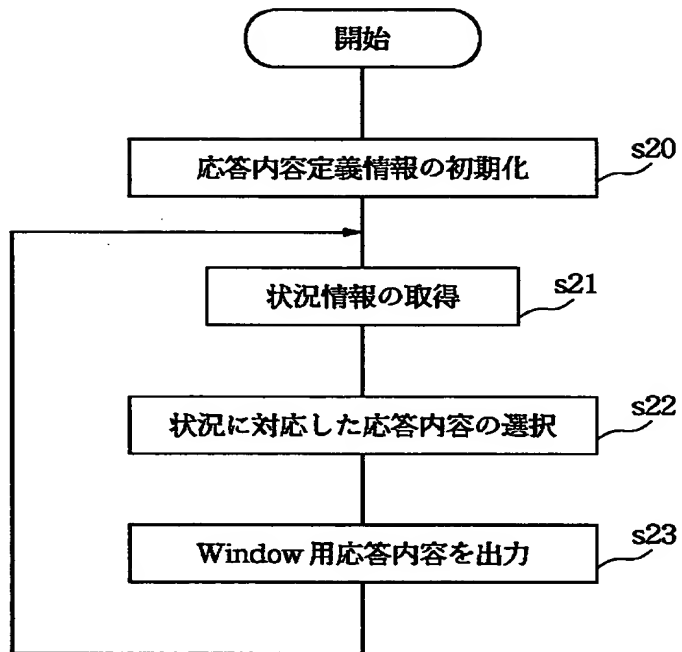 開始
応答内容定義情報の初期化
s20
状況情報の取得
s21
状況に対応した応答内容の選択
s22
Window用応答内容を出力
s23